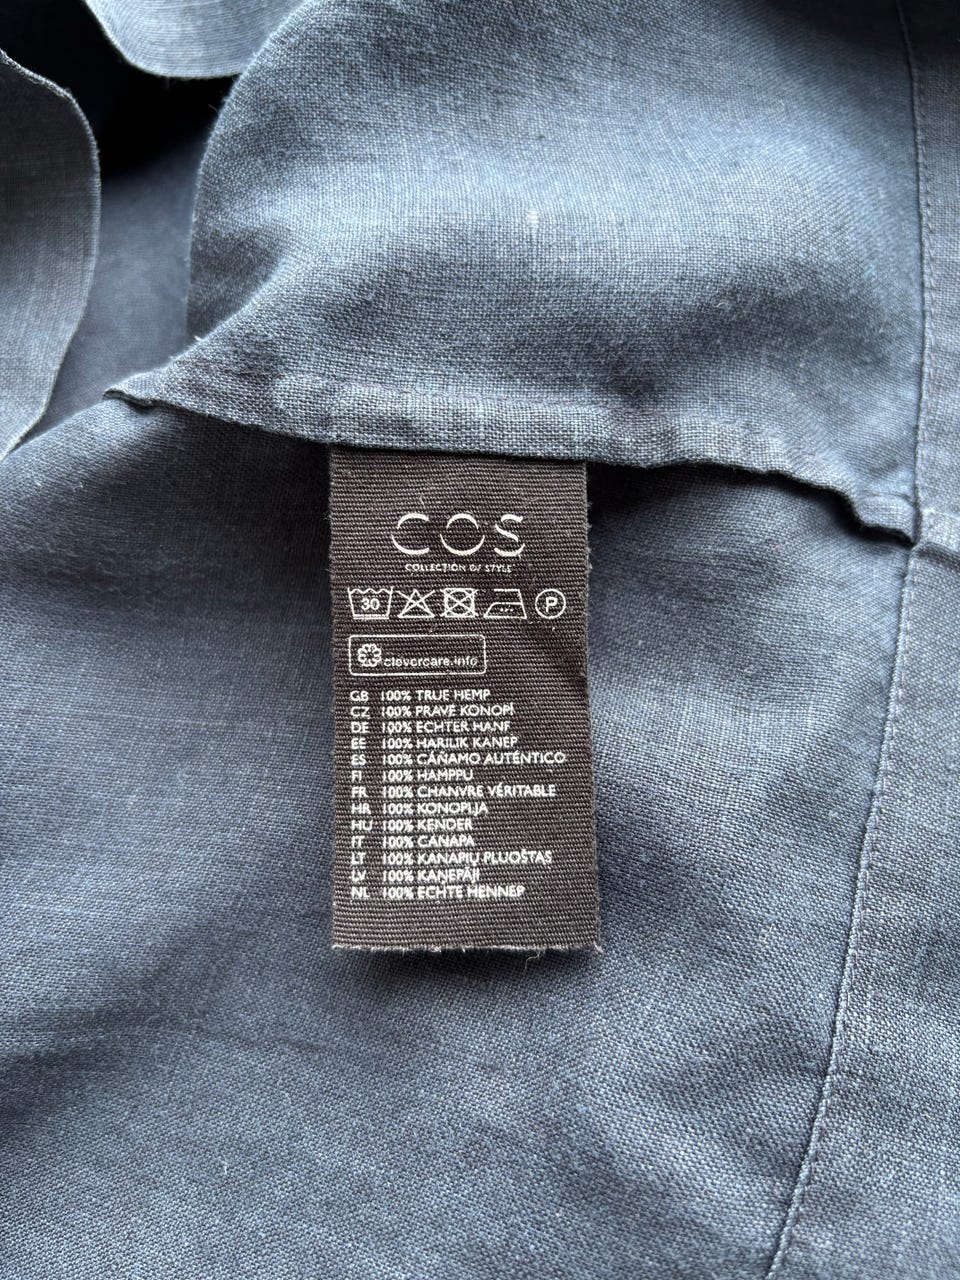 COS
COLLECTION OF STYLE
30 P
clevercare.info
GB 100% TRUE HEMP
CZ 100% PRAVÉ KONOPÍ
DE 100% ECHTER HANF
EE 100% HARILIK KANEP
ES 100% CÁÑAMO AUTÉNTICO
FI 100% HAMPPU
FR 100% CHANVRE VÉRITABLE
HR 100% KONOPLJA
HU 100% KENDER
IT 100% CANAPA
LT 100% KANAPIŲ PLUOŠTAS
LV 100% KAŅEPĀJI
NL 100% ECHTE HENNEP